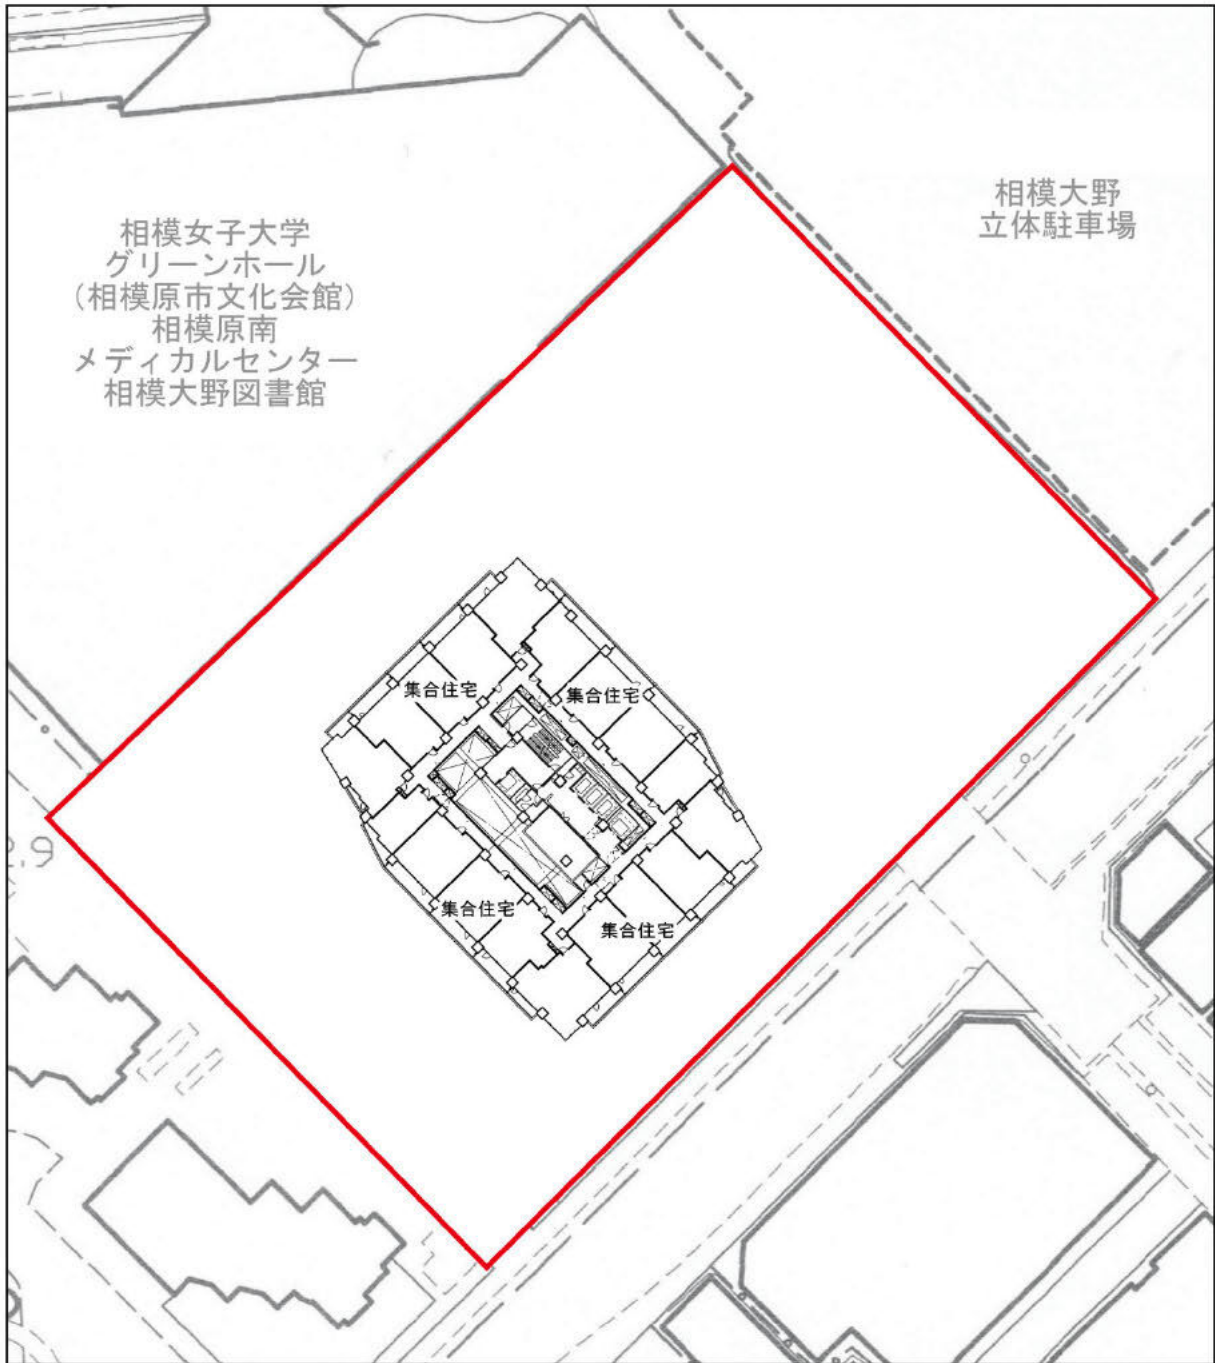 相模女子大学
グリーンホール
（相模原市文化会館）
相模原南
メディカルセンター
相模大野図書館
相模大野
立体駐車場
集合住宅
集合住宅
集合住宅
集合住宅
2.9